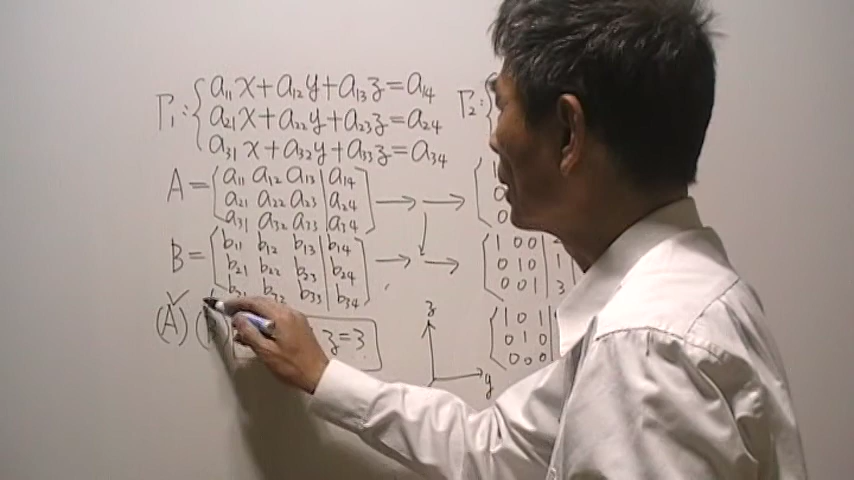 Γ₁: { a₁₁x+a₁₂y+a₁₃z=a₁₄
a₂₁x+a₂₂y+a₂₃z=a₂₄
a₃₁x+a₃₂y+a₃₃z=a₃₄
Γ₂: {
A = [ a₁₁ a₁₂ a₁₃ | a₁₄
a₂₁ a₂₂ a₂₃ | a₂₄
a₃₁ a₃₂ a₃₃ | a₃₄ ] → → [ 1
0
0
B = [ b₁₁ b₁₂ b₁₃ | b₁₄
b₂₁ b₂₂ b₂₃ | b₂₄
b₃₂ b₃₃ | b₃₄ ] → → [ 1 0 0 |
0 1 0 | 1
0 0 1 | 3
(A) ✓ ( z=3
z
y
[ 1 0 1
0 1 0
0 0 0